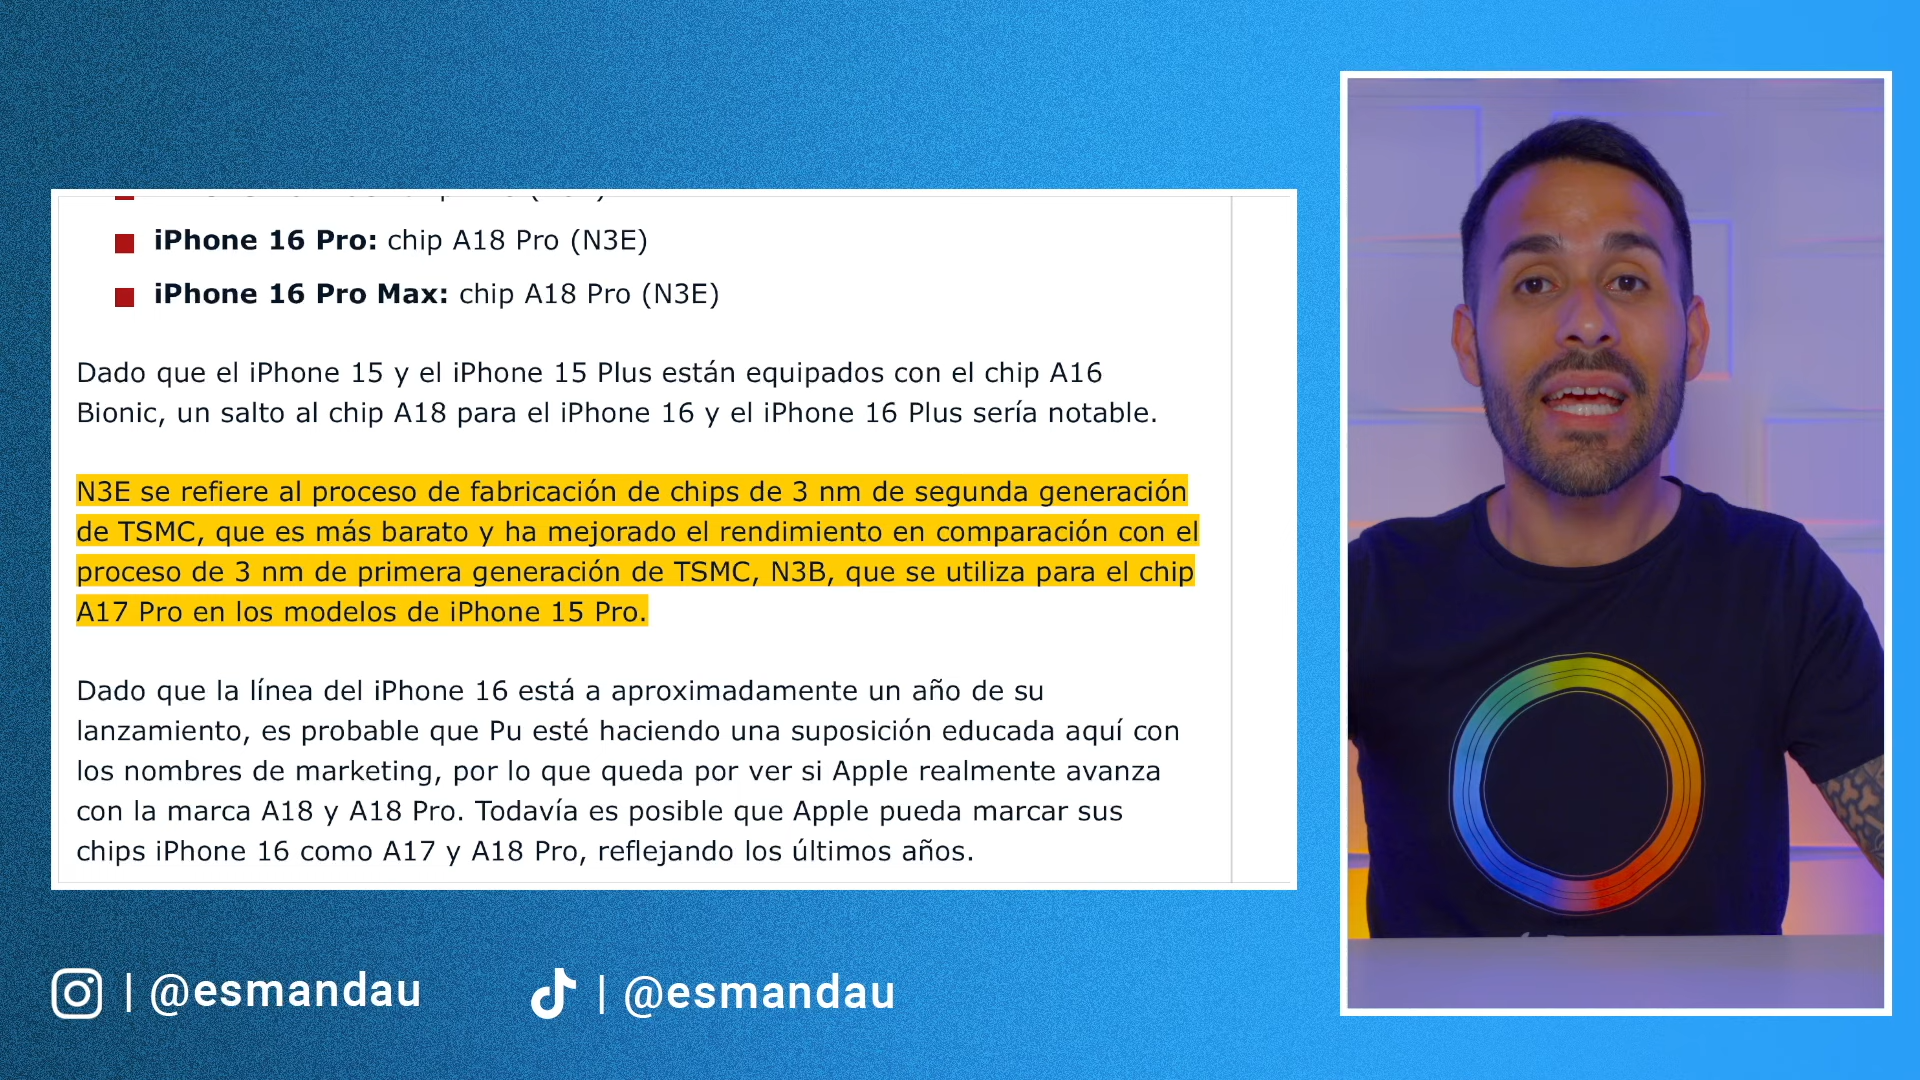 iPhone 16 Pro: chip A18 Pro (N3E)
iPhone 16 Pro Max: chip A18 Pro (N3E)
Dado que el iPhone 15 y el iPhone 15 Plus están equipados con el chip A16
Bionic, un salto al chip A18 para el iPhone 16 y el iPhone 16 Plus sería notable.
N3E se refiere al proceso de fabricación de chips de 3 nm de segunda generación
de TSMC, que es más barato y ha mejorado el rendimiento en comparación con el
proceso de 3 nm de primera generación de TSMC, N3B, que se utiliza para el chip
A17 Pro en los modelos de iPhone 15 Pro.
Dado que la línea del iPhone 16 está a aproximadamente un año de su
lanzamiento, es probable que Pu esté haciendo una suposición educada aquí con
los nombres de marketing, por lo que queda por ver si Apple realmente avanza
con la marca A18 y A18 Pro. Todavía es posible que Apple pueda marcar sus
chips iPhone 16 como A17 y A18 Pro, reflejando los últimos años.
| @esmandau
| @esmandau